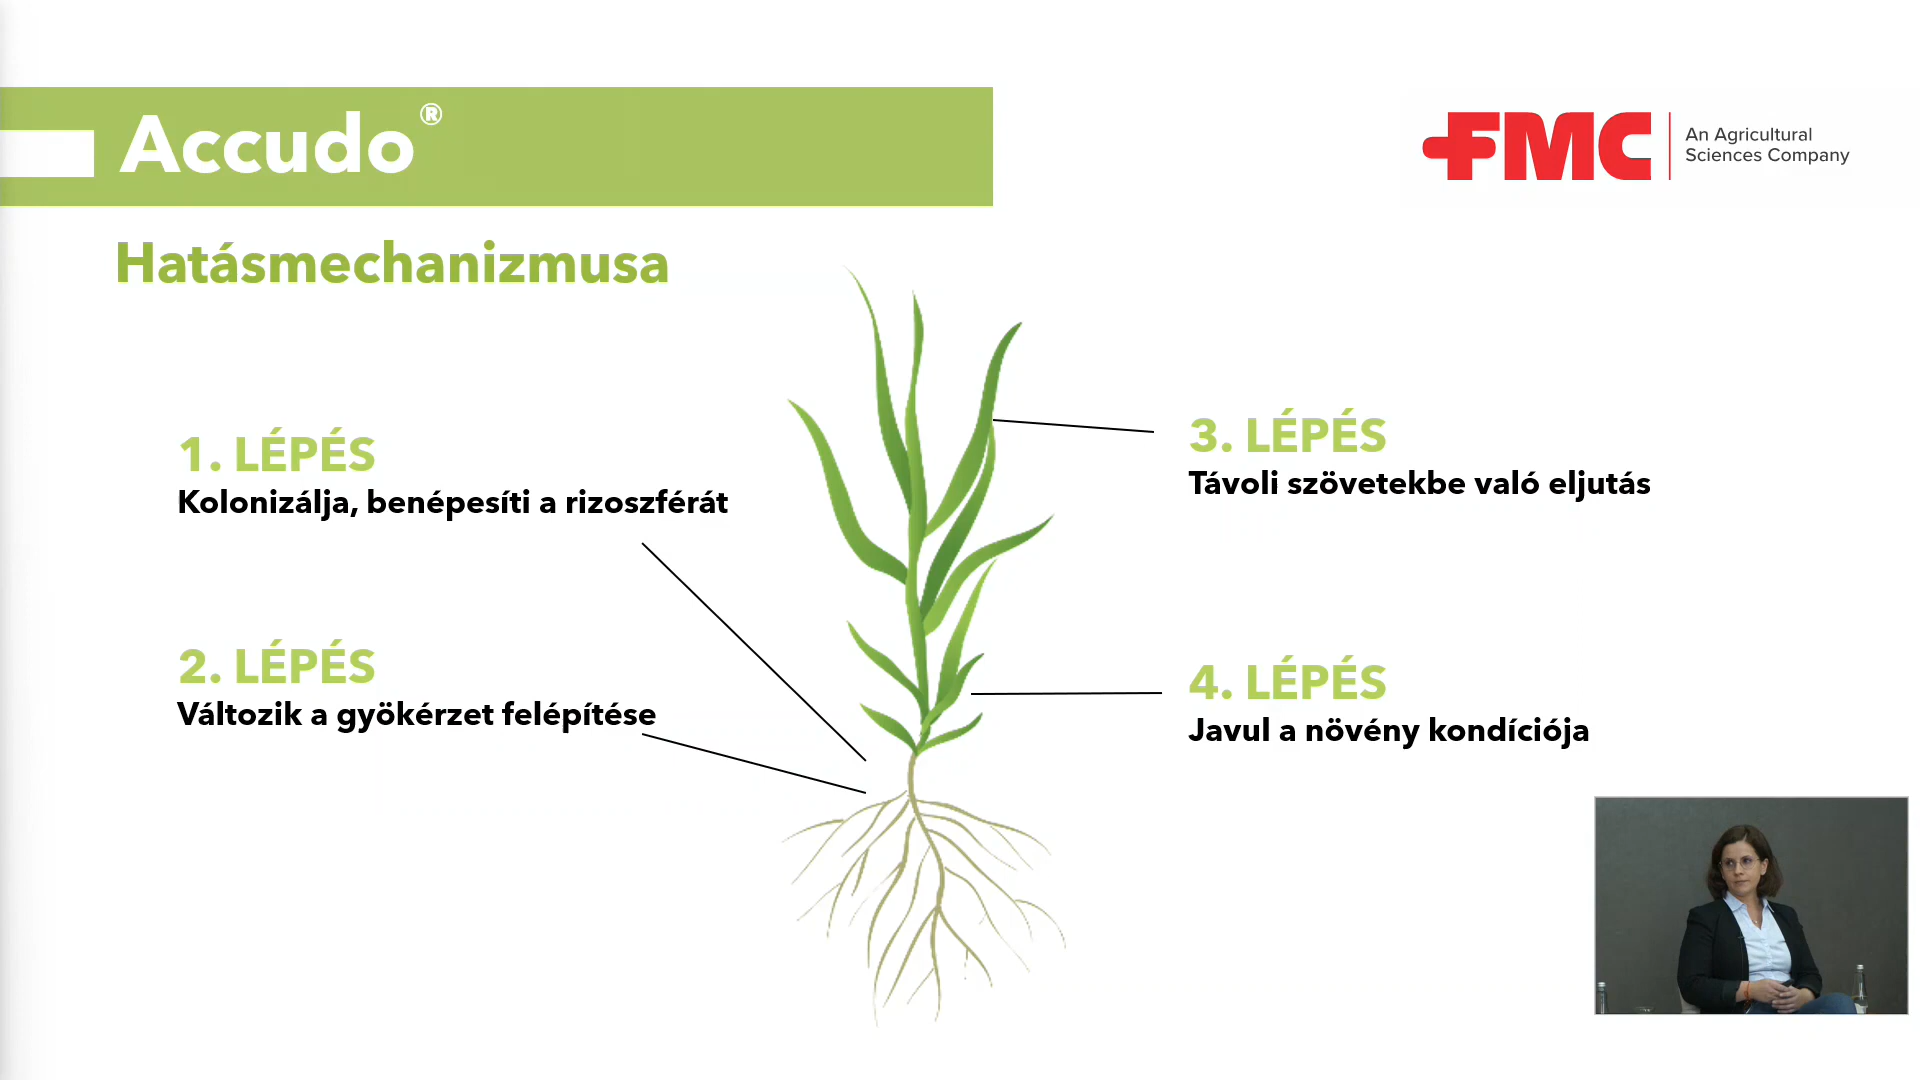 Accudo®
FMC
An Agricultural
Sciences Company
Hatásmechanizmusa
1. LÉPÉS
Kolonizálja, benépesíti a rizoszférát
2. LÉPÉS
Változik a gyökérzet felépítése
3. LÉPÉS
Távoli szövetekbe való eljutás
4. LÉPÉS
Javul a növény kondíciója